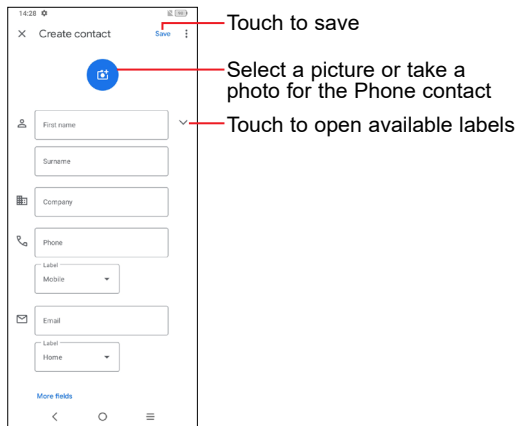 14:28
Create contact
Save
Touch to save
Select a picture or take a
photo for the Phone contact
Touch to open available labels
First name
Surname
Company
Phone
Label
Mobile
Email
Label
Home
More fields